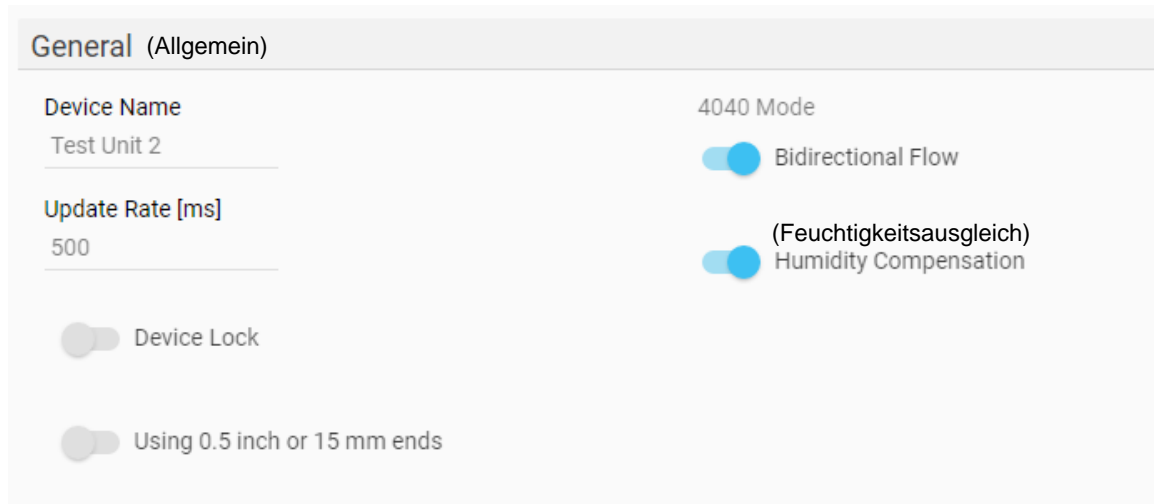 General (Allgemein)
Device Name
Test Unit 2
Update Rate [ms]
500
Device Lock
Using 0.5 inch or 15 mm ends
4040 Mode
Bidirectional Flow
(Feuchtigkeitsausgleich)
Humidity Compensation